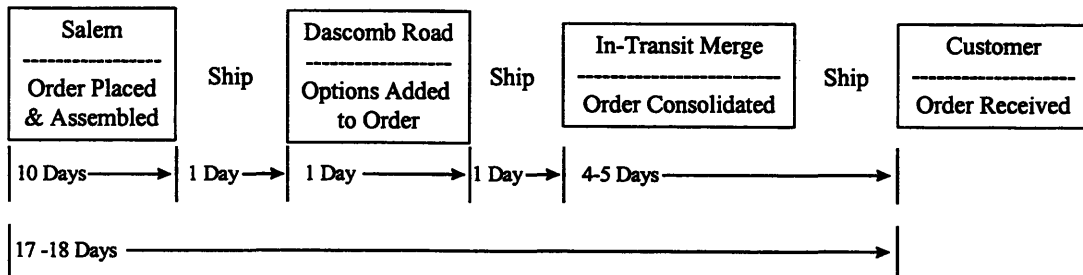 Salem
Order Placed
& Assembled
Ship
Dascomb Road
Options Added
to Order
Ship
In-Transit Merge
Order Consolidated
Ship
Customer
Order Received
10 Days
1 Day
1 Day
1 Day
4-5 Days
17 -18 Days